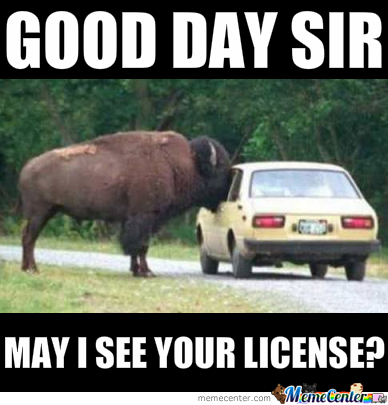 GOOD DAY SIR
MAY I SEE YOUR LICENSE?
memecenter.com MemeCenter